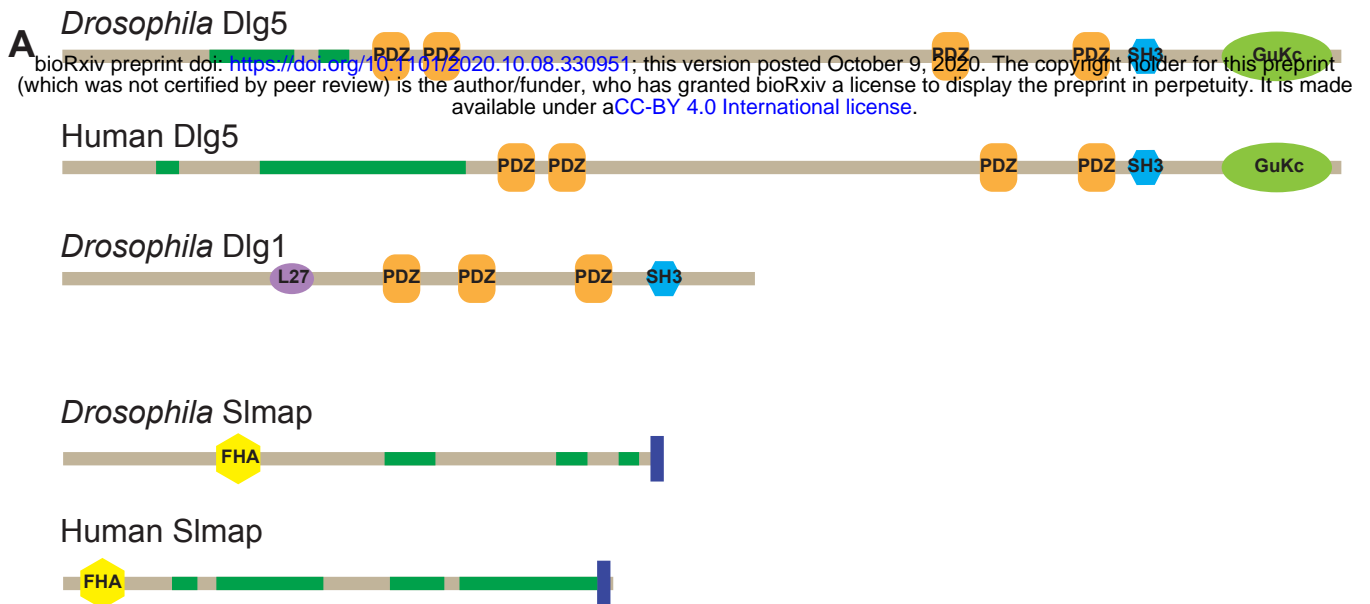 Drosophila Dlg5
A
PDZ PDZ PDZ PDZ SH3 GuKc
bioRxiv preprint doi: https://doi.org/10.1101/2020.10.08.330951; this version posted October 9, 2020. The copyright holder for this preprint
(which was not certified by peer review) is the author/funder, who has granted bioRxiv a license to display the preprint in perpetuity. It is made
available under aCC-BY 4.0 International license.
Human Dlg5
PDZ PDZ PDZ PDZ SH3 GuKc
Drosophila Dlg1
L27 PDZ PDZ PDZ SH3
Drosophila Slmap
FHA
Human Slmap
FHA